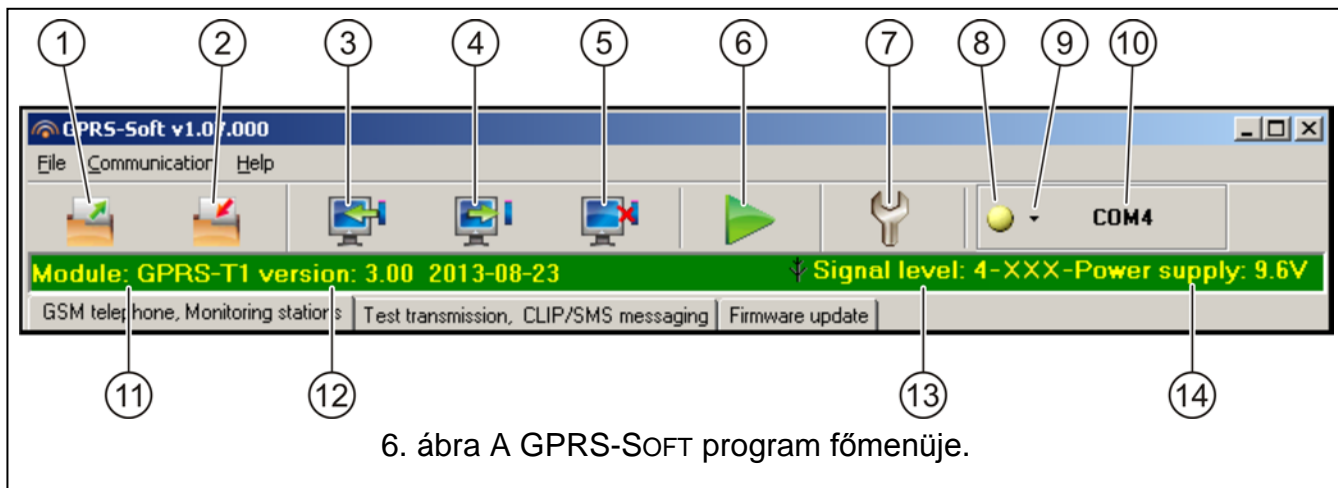 1 2 3 4 5 6 7 8 9 10
GPRS-Soft v1.07.000
File Communication Help
COM4
Module: GPRS-T1 version: 3.00 2013-08-23 Signal level: 4-XXX-Power supply: 9.6V
GSM telephone, Monitoring stations Test transmission, CLIP/SMS messaging Firmware update
11 12 13 14
6. ábra A GPRS-SOFT program főmenüje.